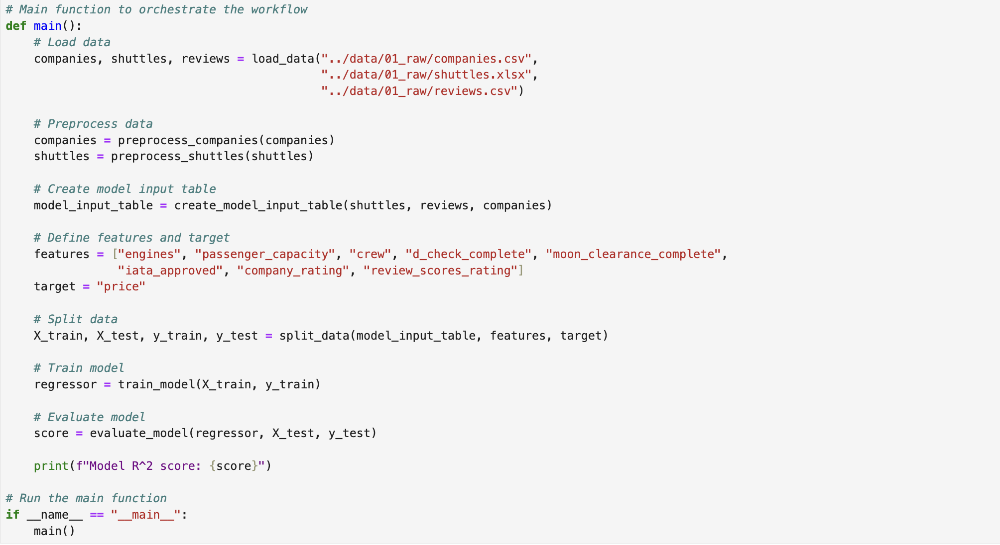 # Main function to orchestrate the workflow
def main():
    # Load data
    companies, shuttles, reviews = load_data("../data/01_raw/companies.csv",
                                             "../data/01_raw/shuttles.xlsx",
                                             "../data/01_raw/reviews.csv")

    # Preprocess data
    companies = preprocess_companies(companies)
    shuttles = preprocess_shuttles(shuttles)

    # Create model input table
    model_input_table = create_model_input_table(shuttles, reviews, companies)

    # Define features and target
    features = ["engines", "passenger_capacity", "crew", "d_check_complete", "moon_clearance_complete",
                "iata_approved", "company_rating", "review_scores_rating"]
    target = "price"

    # Split data
    X_train, X_test, y_train, y_test = split_data(model_input_table, features, target)

    # Train model
    regressor = train_model(X_train, y_train)

    # Evaluate model
    score = evaluate_model(regressor, X_test, y_test)

    print(f"Model R^2 score: {score}")

# Run the main function
if __name__ == "__main__":
    main()